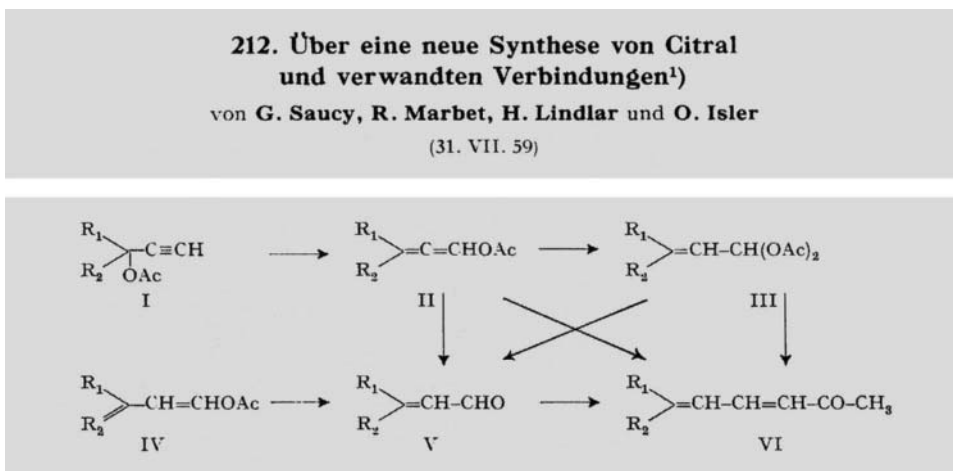 212. Über eine neue Synthese von Citral
und verwandten Verbindungen¹)
von G. Saucy, R. Marbet, H. Lindlar und O. Isler
(31. VII. 59)
R₁ R₂ C≡CH OAc
I
R₁ R₂ =C=CHOAc
II
R₁ R₂ =CH-CH(OAc)₂
III
R₁ R₂ CH=CHOAc
IV
R₁ R₂ =CH-CHO
V
R₁ R₂ =CH-CH=CH-CO-CH₃
VI